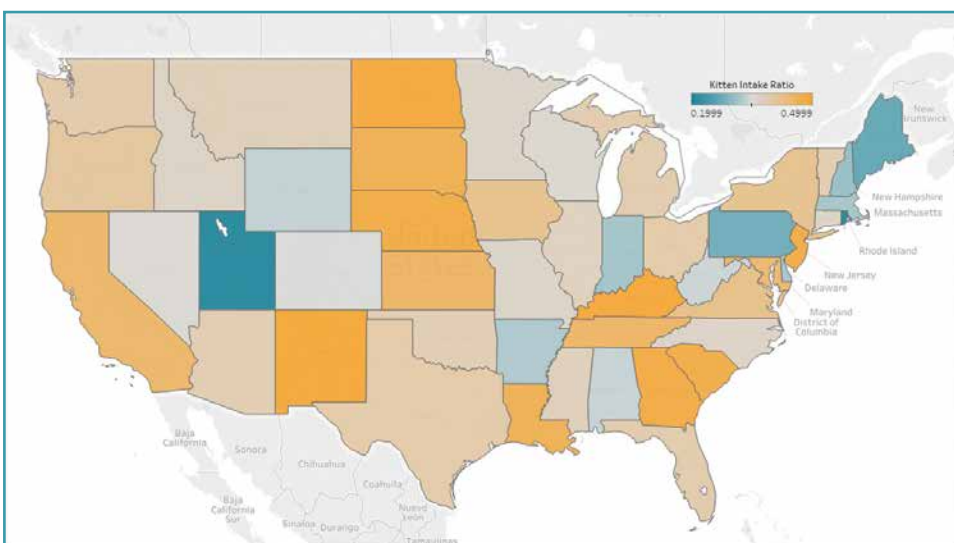 Kitten Intake Ratio
0.1999 0.4999
New
Brunswick
New Hampshire
Massachusetts
Rhode Island
New Jersey
Delaware
Maryland
District of
Columbia
Baja
California
Sonora
Chihuahua
Coahuila
Baja
California
Sur
Nuevo
León
Sinaloa
Durango
Tamaulipas